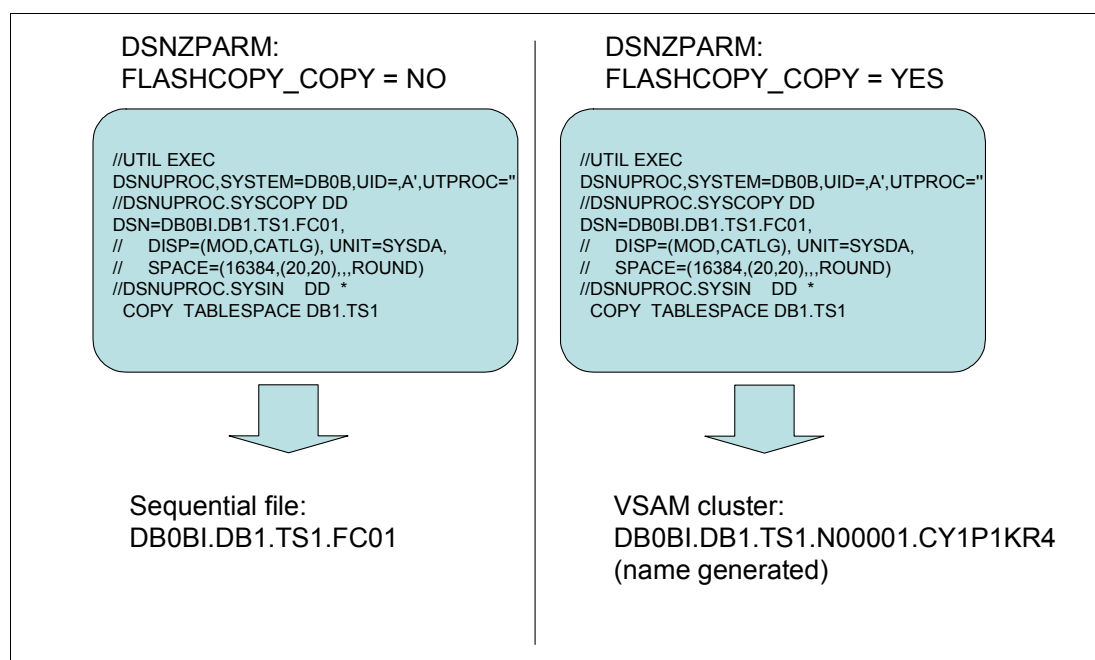 DSNZPARM:
FLASHCOPY_COPY = NO
//UTIL EXEC
DSNUPROC,SYSTEM=DB0B,UID=,A',UTPROC=''
//DSNUPROC.SYSCOPY DD
DSN=DB0BI.DB1.TS1.FC01,
// DISP=(MOD,CATLG), UNIT=SYSDA,
// SPACE=(16384,(20,20),,,ROUND)
//DSNUPROC.SYSIN DD *
COPY TABLESPACE DB1.TS1
Sequential file:
DB0BI.DB1.TS1.FC01
DSNZPARM:
FLASHCOPY_COPY = YES
//UTIL EXEC
DSNUPROC,SYSTEM=DB0B,UID=,A',UTPROC=''
//DSNUPROC.SYSCOPY DD
DSN=DB0BI.DB1.TS1.FC01,
// DISP=(MOD,CATLG), UNIT=SYSDA,
// SPACE=(16384,(20,20),,,ROUND)
//DSNUPROC.SYSIN DD *
COPY TABLESPACE DB1.TS1
VSAM cluster:
DB0BI.DB1.TS1.N00001.CY1P1KR4
(name generated)